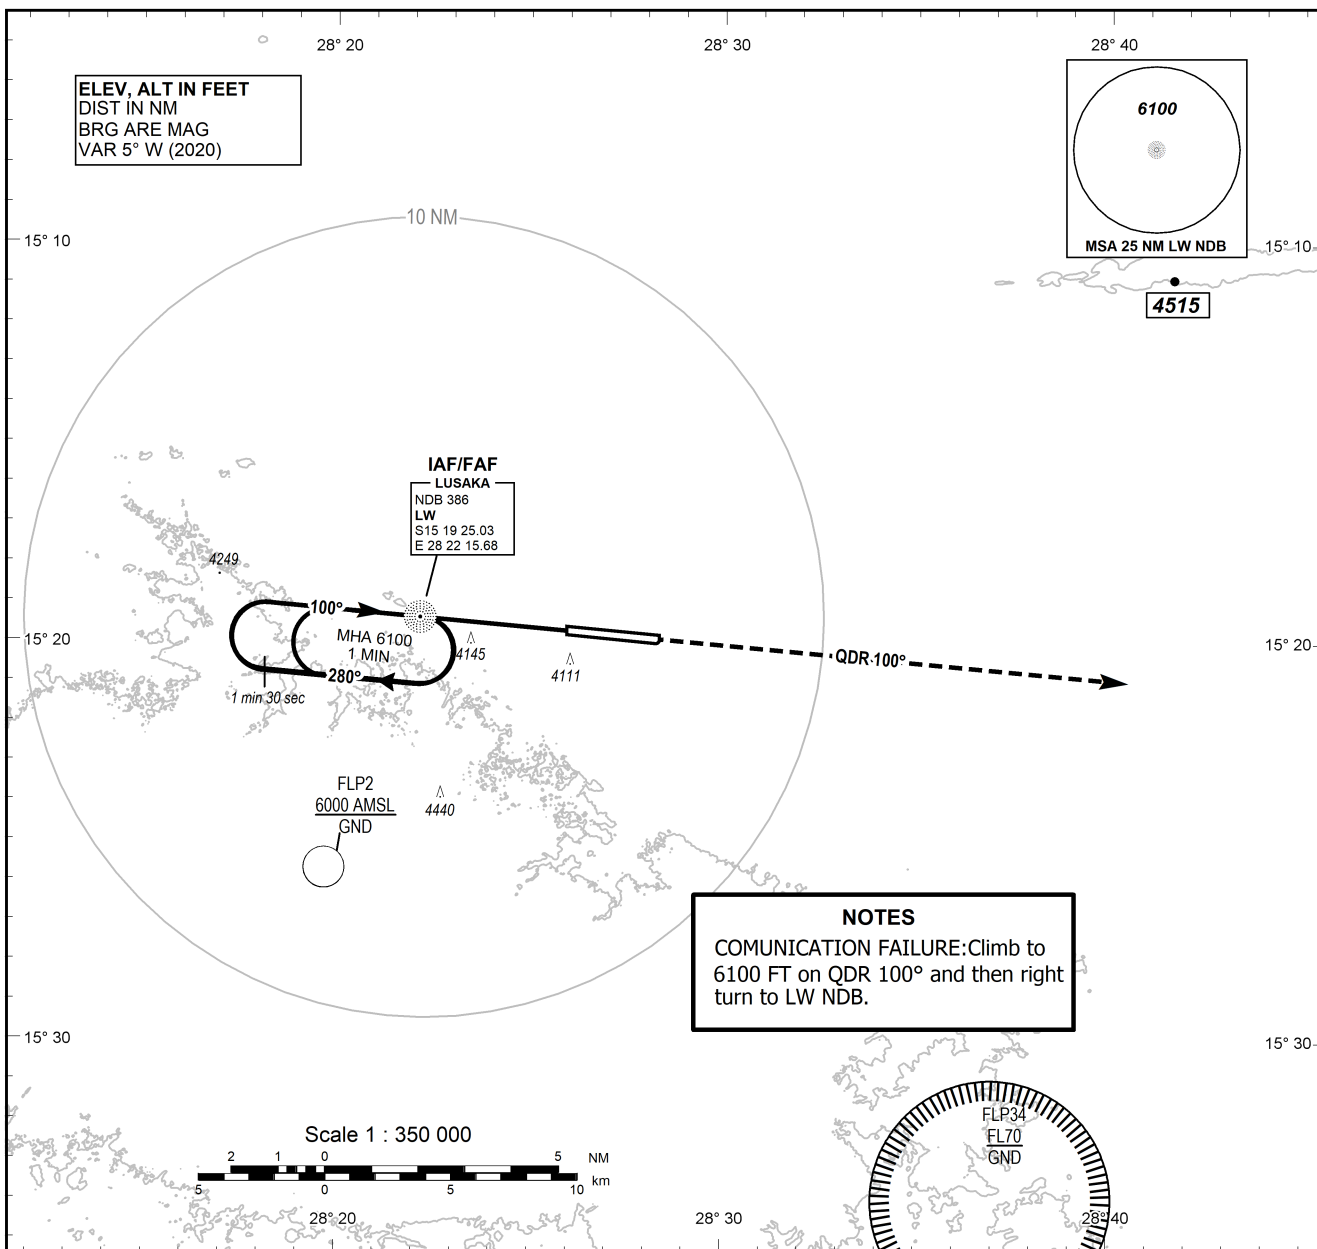 28° 20
28° 30
28° 40
ELEV, ALT IN FEET
DIST IN NM
BRG ARE MAG
VAR 5° W (2020)
6100
MSA 25 NM LW NDB
10 NM
15° 10
15° 10
4515
IAF/FAF
LUSAKA
NDB 386
LW
S15 19 25.03
E 28 22 15.68
4249
100°
MHA 6100
1 MIN
280°
1 min 30 sec
4145
4111
QDR 100°
15° 20
15° 20
FLP2
6000 AMSL
GND
4440
NOTES
COMUNICATION FAILURE:Climb to
6100 FT on QDR 100° and then right
turn to LW NDB.
15° 30
15° 30
FLP34
FL70
GND
Scale 1 : 350 000
2 1 0 5 NM
5 0 5 10 km
28° 20
28° 30
28° 40